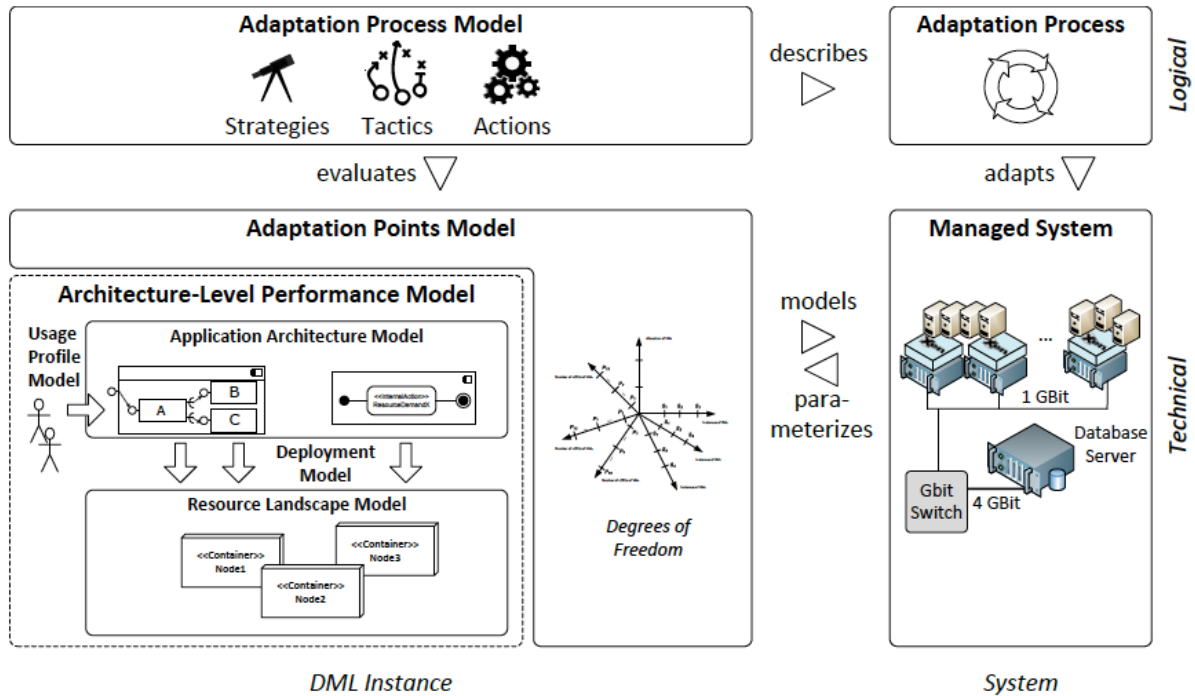 Adaptation Process Model
Strategies
Tactics
Actions
describes
Adaptation Process
Logical
evaluates
adapts
Adaptation Points Model
Architecture-Level Performance Model
Usage
Profile
Model
Application Architecture Model
A
B
C
<<InternalAction>>
ResourceDemandX
Deployment
Model
Resource Landscape Model
<<Container>>
Node1
<<Container>>
Node2
<<Container>>
Node3
Degrees of
Freedom
models
para-
meterizes
Managed System
...
1 GBit
Database
Server
Gbit
Switch
4 GBit
Technical
DML Instance
System